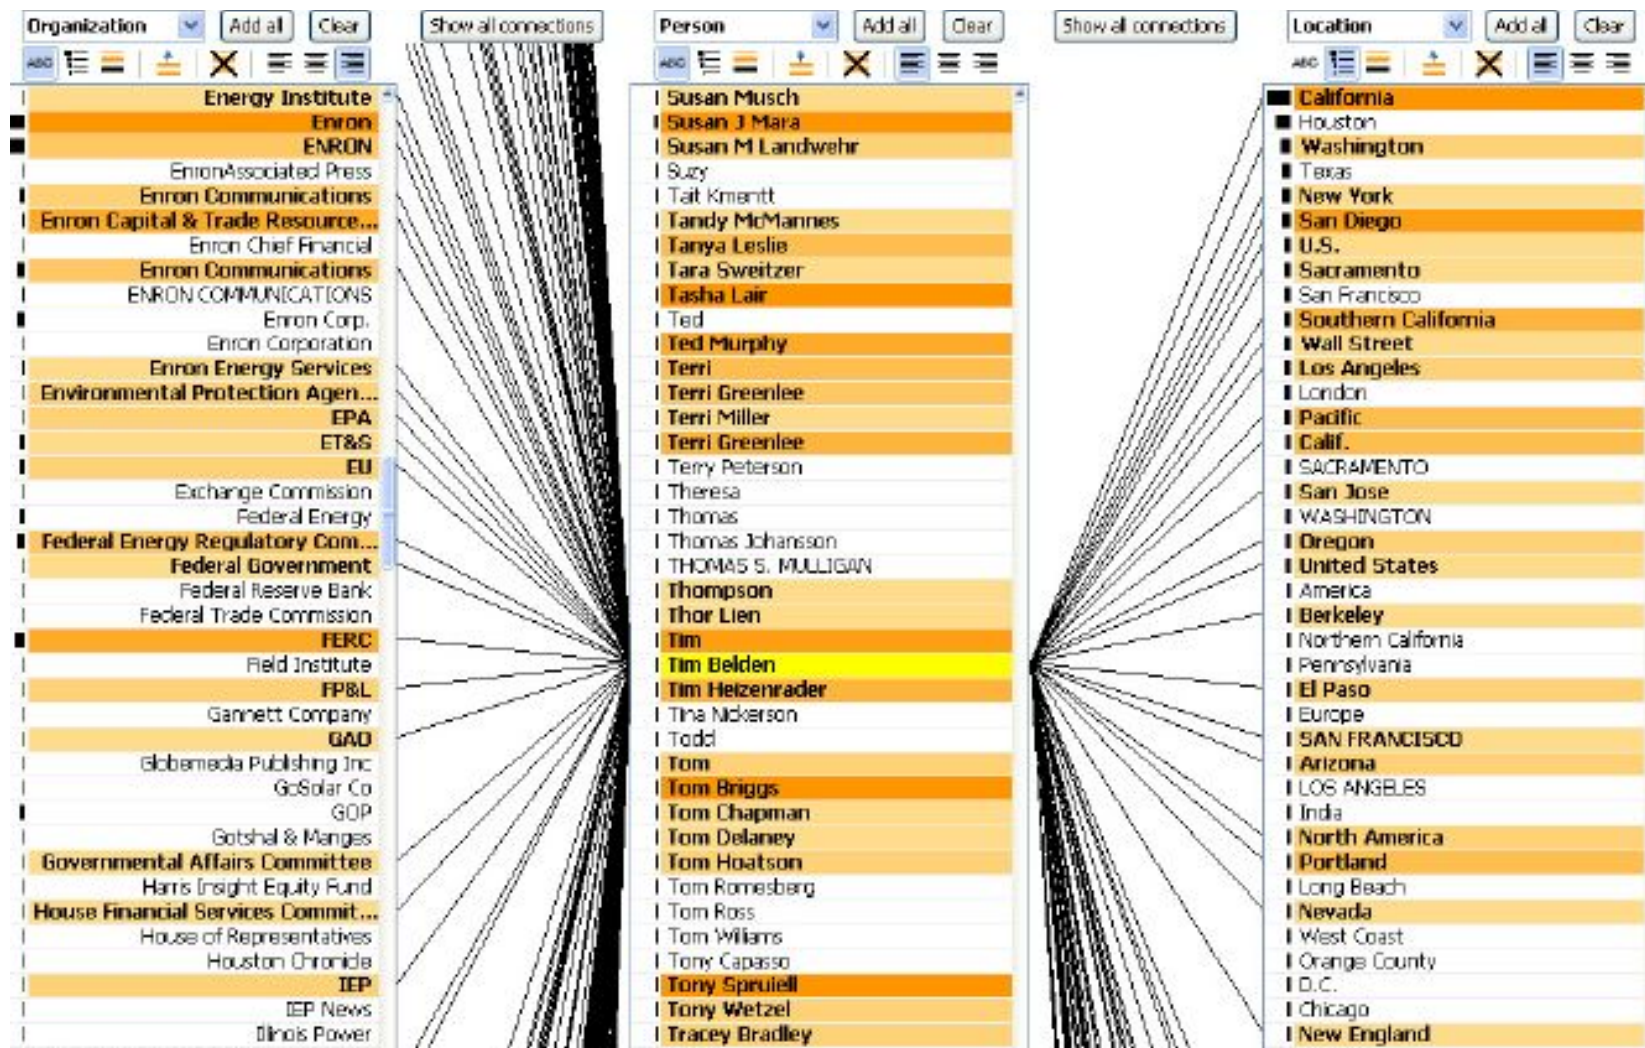 Organization
Add all
Clear
Show all connections
Person
Add all
Clear
Show all connections
Location
Add all
Clear
ABC
ABC
ABC
Energy Institute
Enron
ENRON
EnronAssociated Press
Enron Communications
Enron Capital & Trade Resource...
Enron Chief Financial
Enron Communications
ENRON COMMUNICATIONS
Enron Corp.
Enron Corporation
Enron Energy Services
Environmental Protection Agen...
EPA
ET&S
EU
Exchange Commission
Federal Energy
Federal Energy Regulatory Com...
Federal Government
Federal Reserve Bank
Federal Trade Commission
FERC
Field Institute
FP&L
Gannett Company
GAO
Globemedia Publishing Inc
GoSolar Co
GOP
Gotshal & Manges
Governmental Affairs Committee
Harris Insight Equity Fund
House Financial Services Commit...
House of Representatives
Houston Chronicle
IEP
IEP News
Illinois Power
Susan Musch
Susan J Mara
Susan M Landwehr
Suzy
Tait Kmentt
Tandy McMannes
Tanya Leslie
Tara Sweitzer
Tasha Lair
Ted
Ted Murphy
Terri
Terri Greenlee
Terri Miller
Terri Greenlee
Terry Peterson
Theresa
Thomas
Thomas Johansson
THOMAS S. MULLIGAN
Thompson
Thor Lien
Tim
Tim Belden
Tim Heizenrader
Tina Nickerson
Todd
Tom
Tom Briggs
Tom Chapman
Tom Delaney
Tom Hoatson
Tom Romesberg
Tom Ross
Tom Williams
Tony Capasso
Tony Spruiell
Tony Wetzel
Tracey Bradley
California
Houston
Washington
Texas
New York
San Diego
U.S.
Sacramento
San Francisco
Southern California
Wall Street
Los Angeles
London
Pacific
Calif.
SACRAMENTO
San Jose
WASHINGTON
Oregon
United States
America
Berkeley
Northern California
Pennsylvania
El Paso
Europe
SAN FRANCISCO
Arizona
LOS ANGELES
India
North America
Portland
Long Beach
Nevada
West Coast
Orange County
D.C.
Chicago
New England